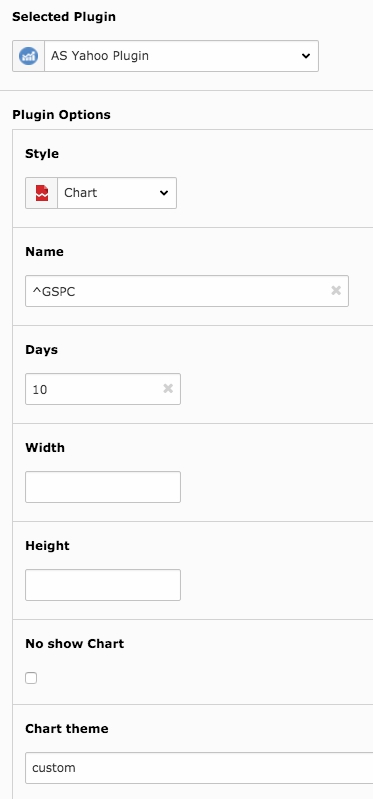 Selected Plugin
AS Yahoo Plugin
Plugin Options
Style
Chart
Name
^GSPC
Days
10
Width
Height
No show Chart
Chart theme
custom